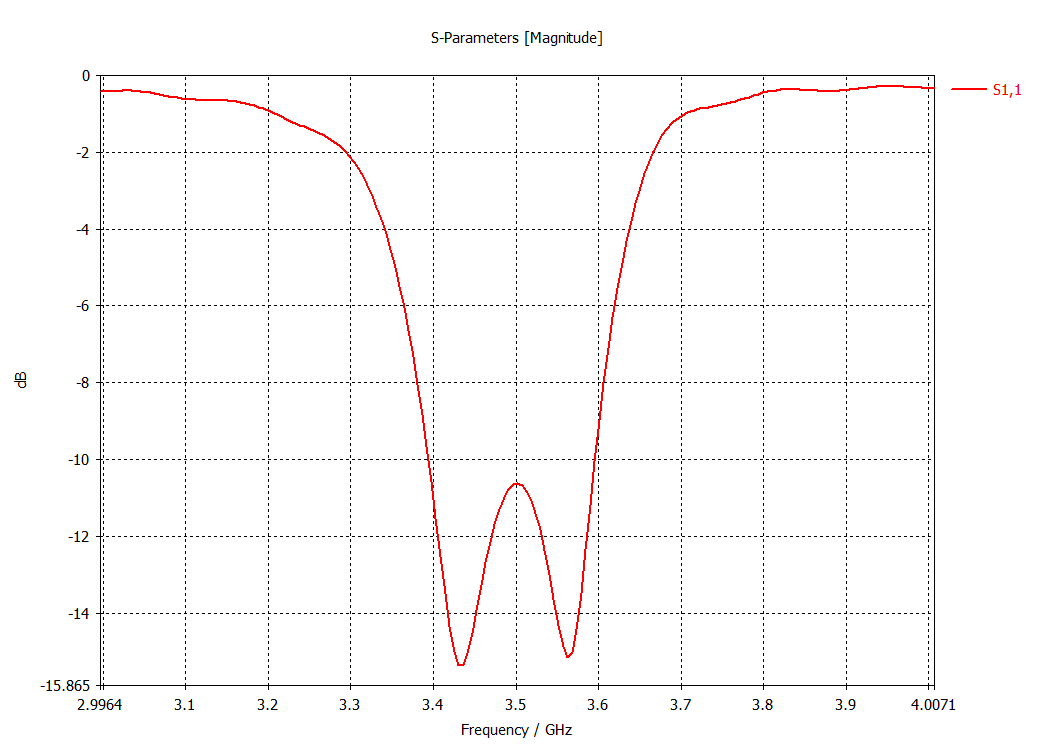 S-Parameters [Magnitude]
S1,1
0
-2
-4
-6
-8
-10
-12
-14
-15.865
dB
2.9964 3.1 3.2 3.3 3.4 3.5 3.6 3.7 3.8 3.9 4.0071
Frequency / GHz